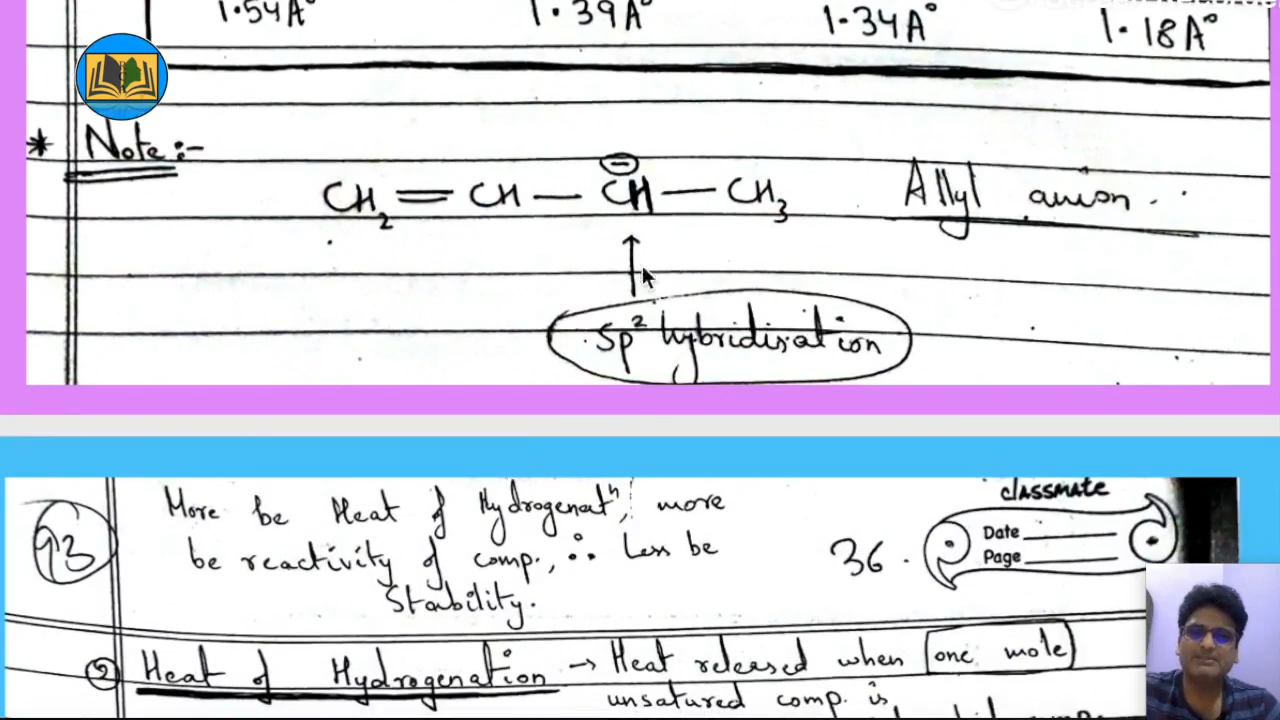 1.54A° 1.39A° 1.34A° 1.18A°
* Note:-
⊖
CH2 = CH — CH — CH3 Allyl anion.
↑
Sp² hybridisation
classmate
93 More be Heat of Hydrogenatⁿ, more
Date
be reactivity of comp., ∴ Less be 36.
Page
Stability.
② Heat of Hydrogenation → Heat released when one mole
unsatured comp. is